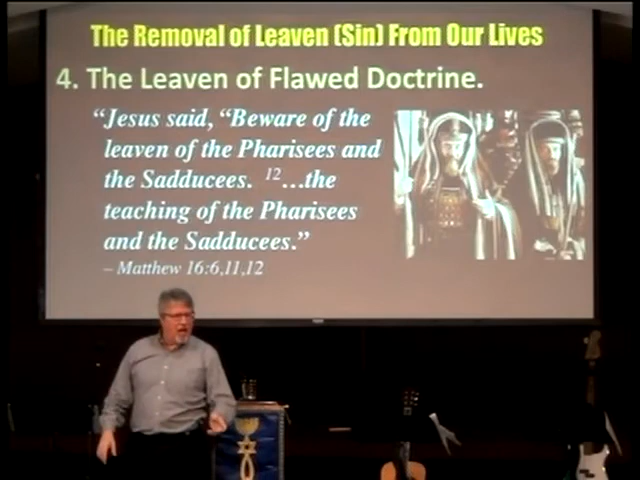 The Removal of Leaven (Sin) From Our Lives
4. The Leaven of Flawed Doctrine.
“Jesus said, “Beware of the
leaven of the Pharisees and
the Sadducees. 12…the
teaching of the Pharisees
and the Sadducees.”
– Matthew 16:6,11,12